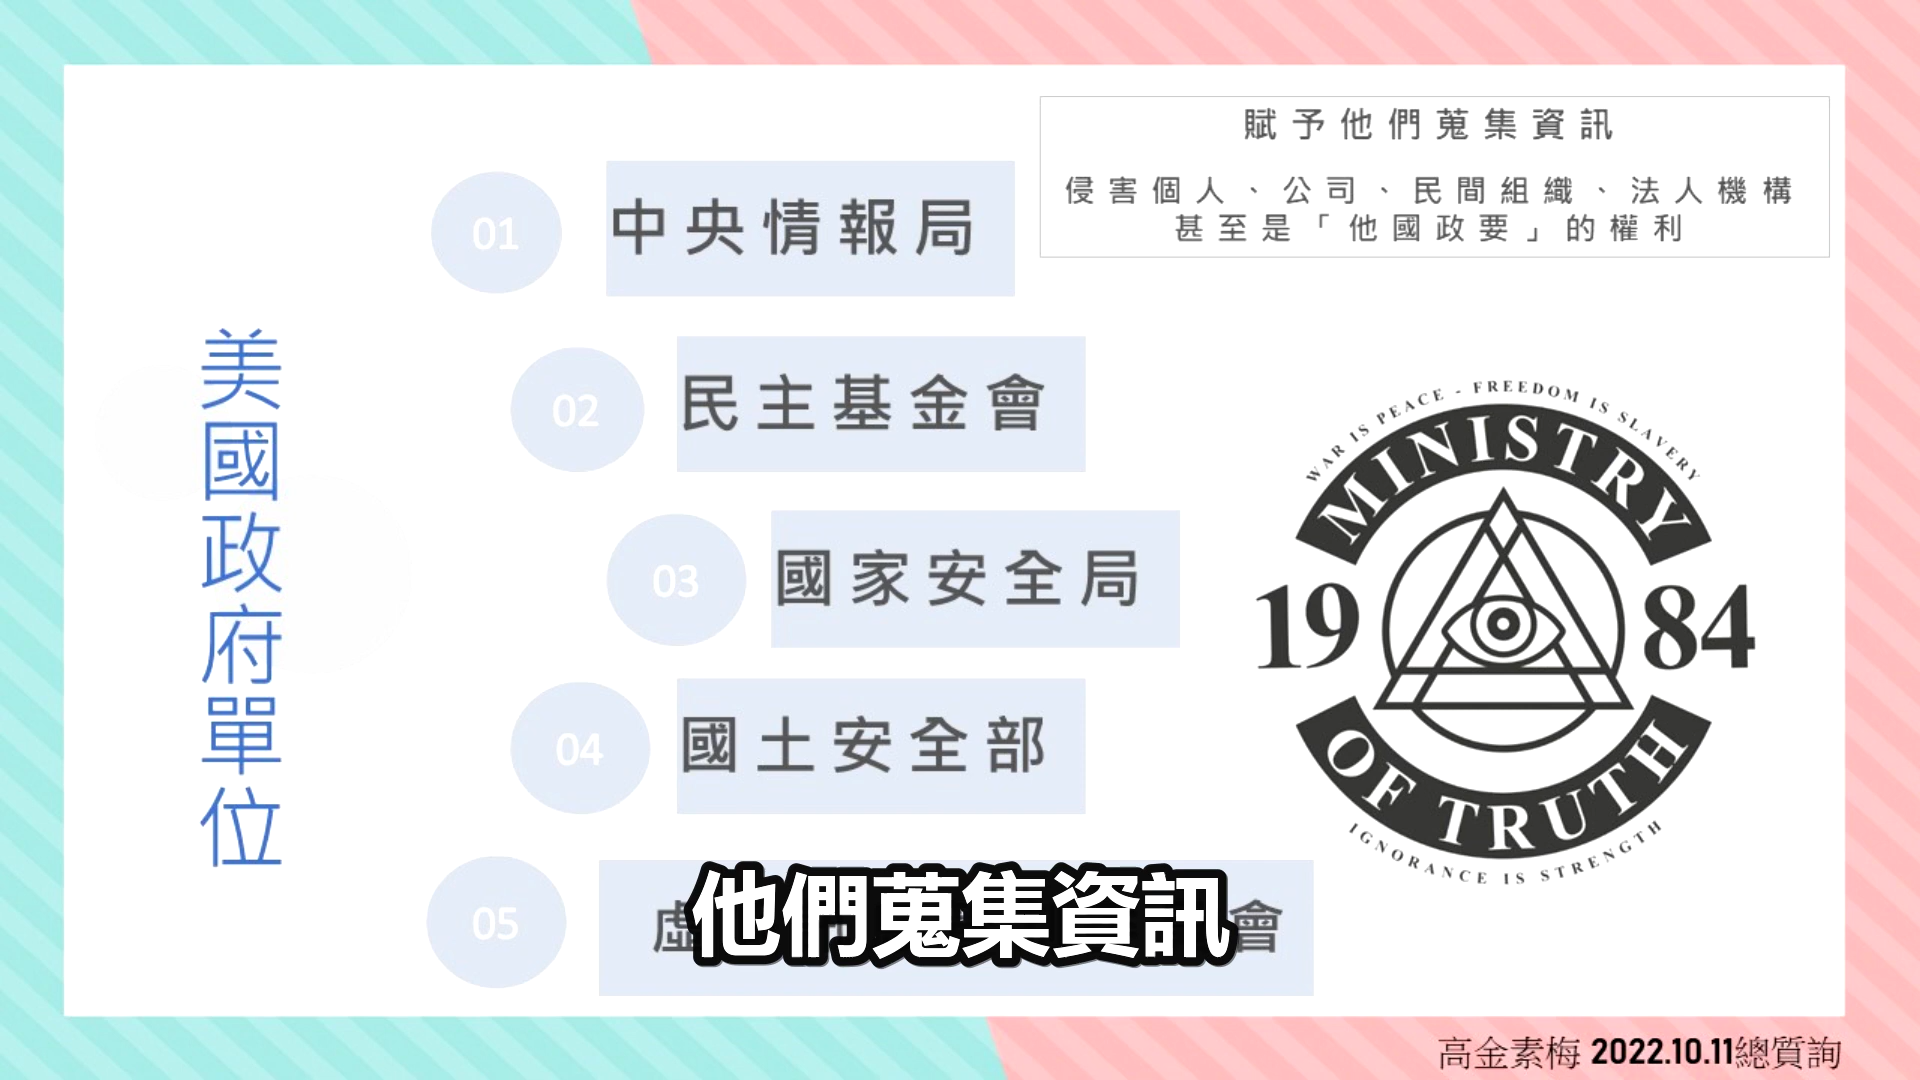 賦予他們蒐集資訊
侵害個人、公司、民間組織、法人機構
甚至是「他國政要」的權利
01 中央情報局
02 民主基金會
03 國家安全局
04 國土安全部
05 虛 會
他們蒐集資訊
美國政府單位
WAR IS PEACE - FREEDOM IS SLAVERY
MINISTRY
1984
OF TRUTH
IGNORANCE IS STRENGTH
高金素梅 2022.10.11總質詢